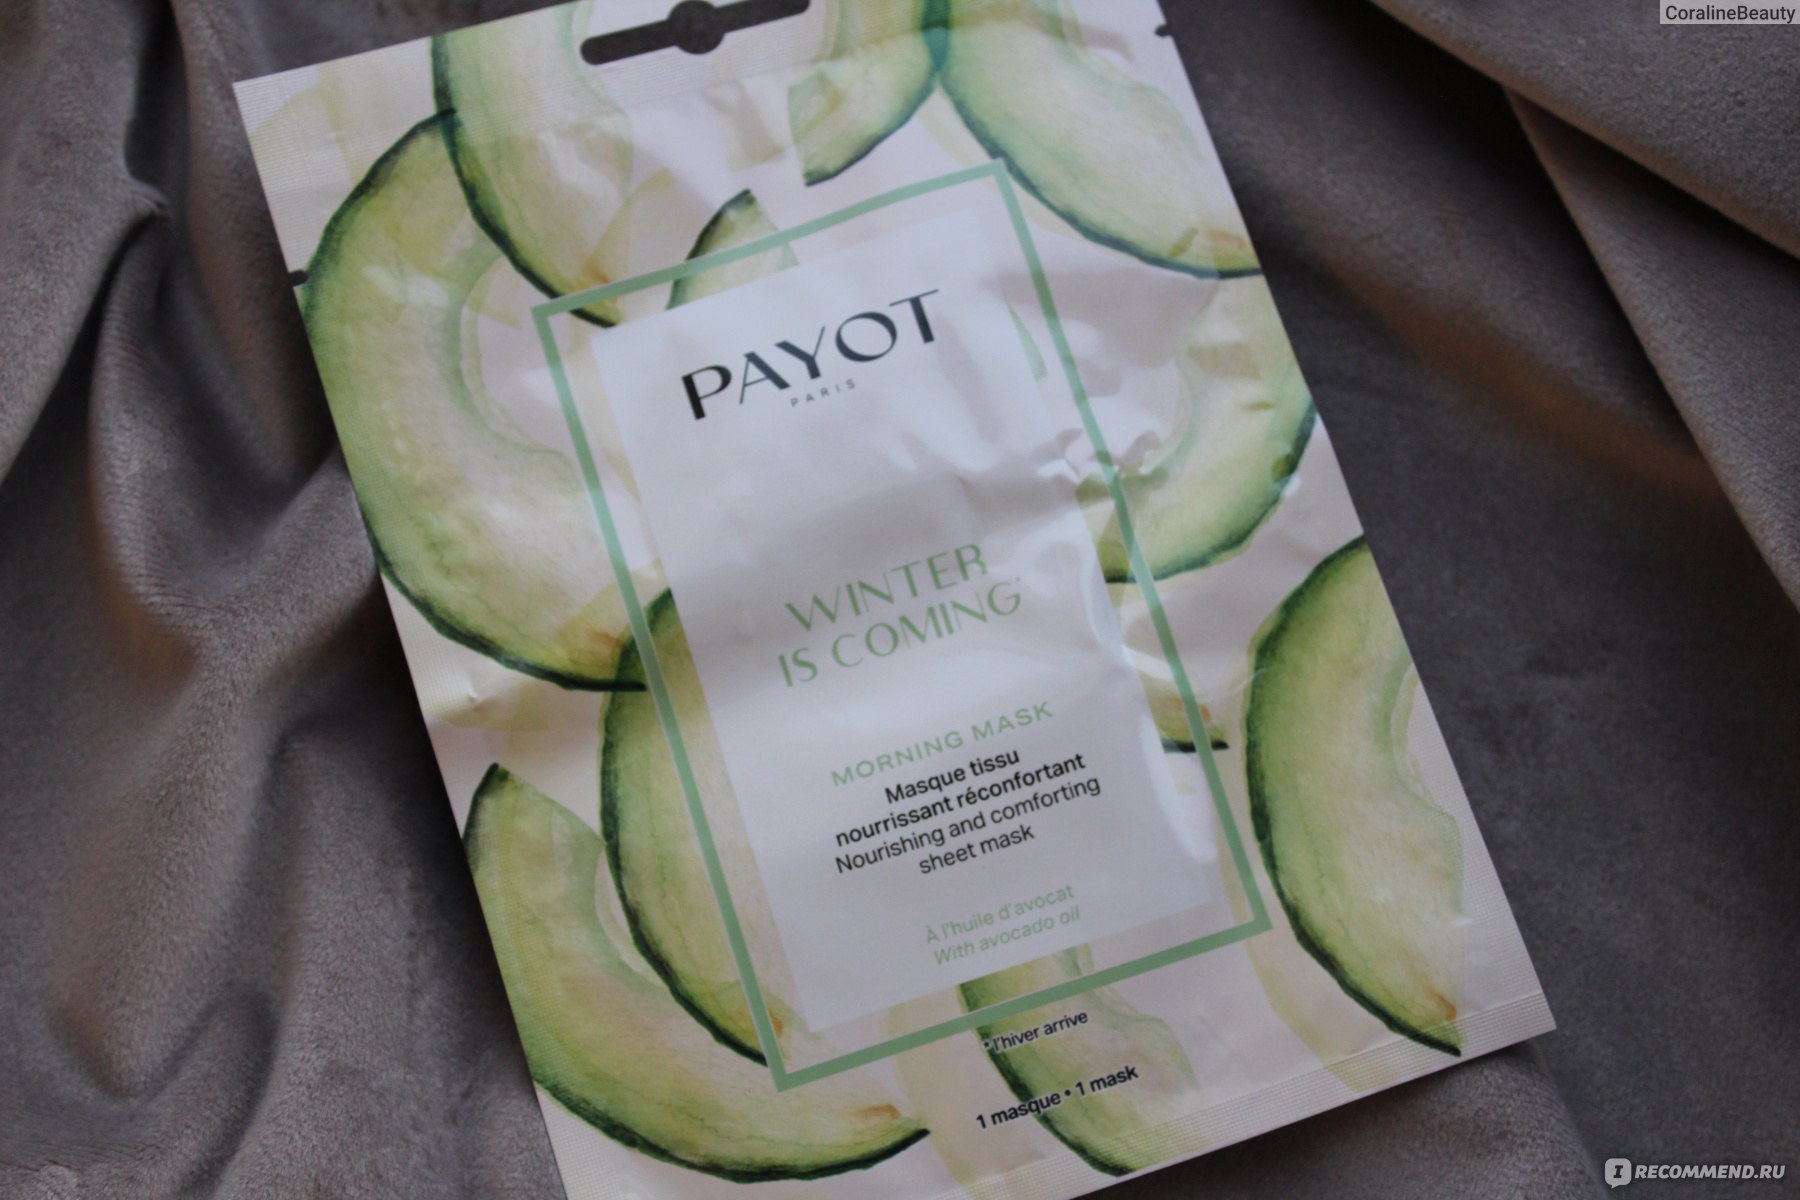 CoralineBeauty
PAYOT
PARIS
WINTER
IS COMING*
MORNING MASK
Masque tissu
nourrissant réconfortant
Nourishing and comforting
sheet mask
À l'huile d'avocat
With avocado oil
* l'hiver arrive
1 masque • 1 mask
IRECOMMEND.RU